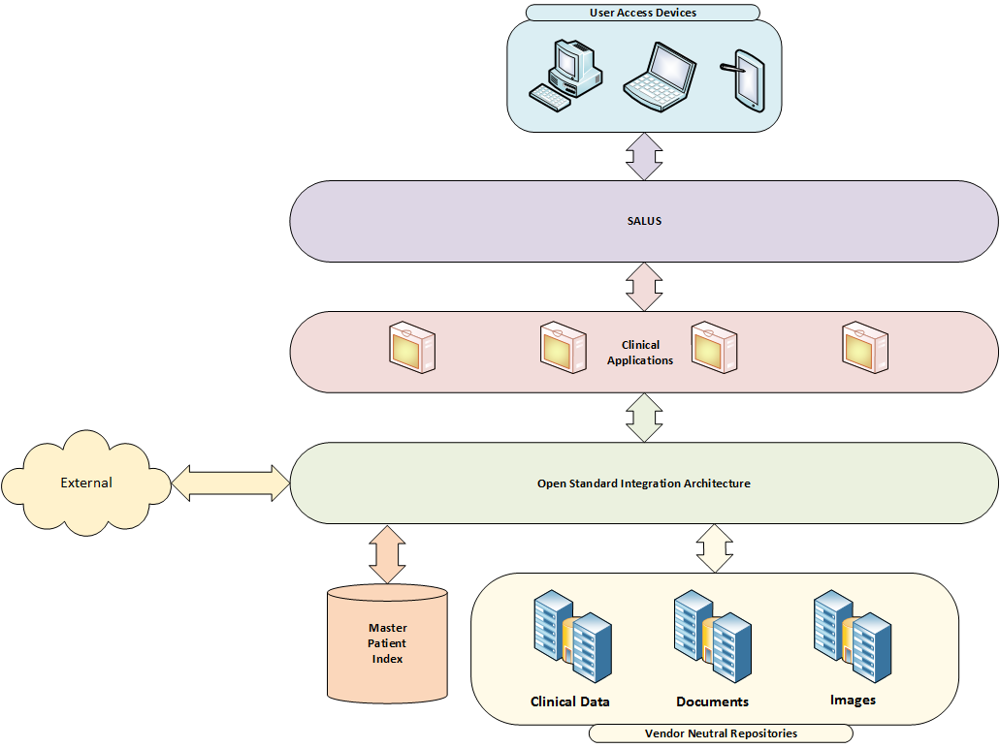 User Access Devices
SALUS
Clinical
Applications
External
Open Standard Integration Architecture
Master
Patient
Index
Clinical Data
Documents
Images
Vendor Neutral Repositories